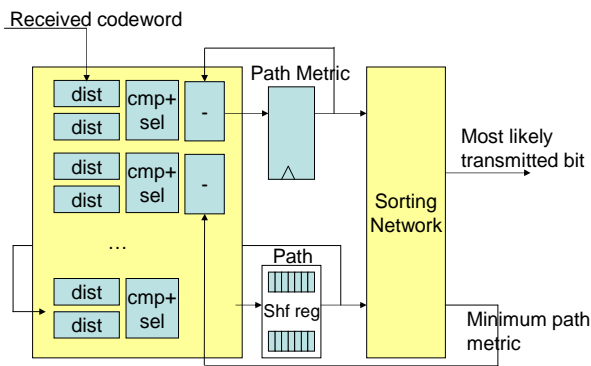 Received codeword
Path Metric
dist
cmp+
sel
-
dist
dist
cmp+
sel
-
dist
Most likely
transmitted bit
Sorting
Network
...
Path
dist
cmp+
sel
dist
Shf reg
Minimum path
metric